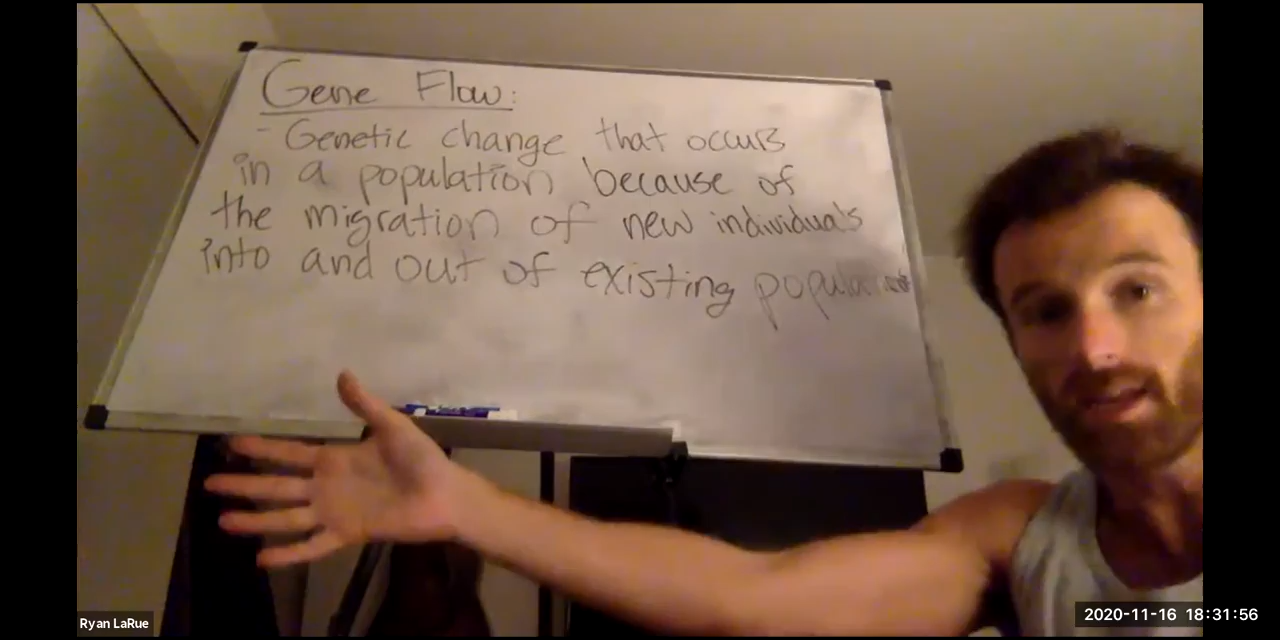 Gene Flow:
- Genetic change that occurs
in a population because of
the migration of new individuals
into and out of existing
Ryan LaRue
2020-11-16 18:31:56